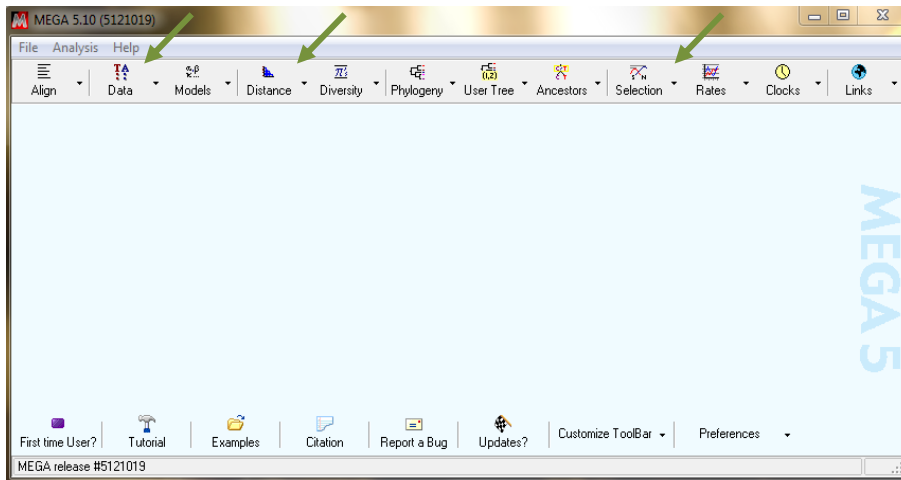 MEGA 5.10 (5121019)
File Analysis Help
Align Data Models Distance Diversity Phylogeny User Tree Ancestors Selection Rates Clocks Links
MEGA 5
First time User? Tutorial Examples Citation Report a Bug Updates? Customize ToolBar Preferences
MEGA release #5121019